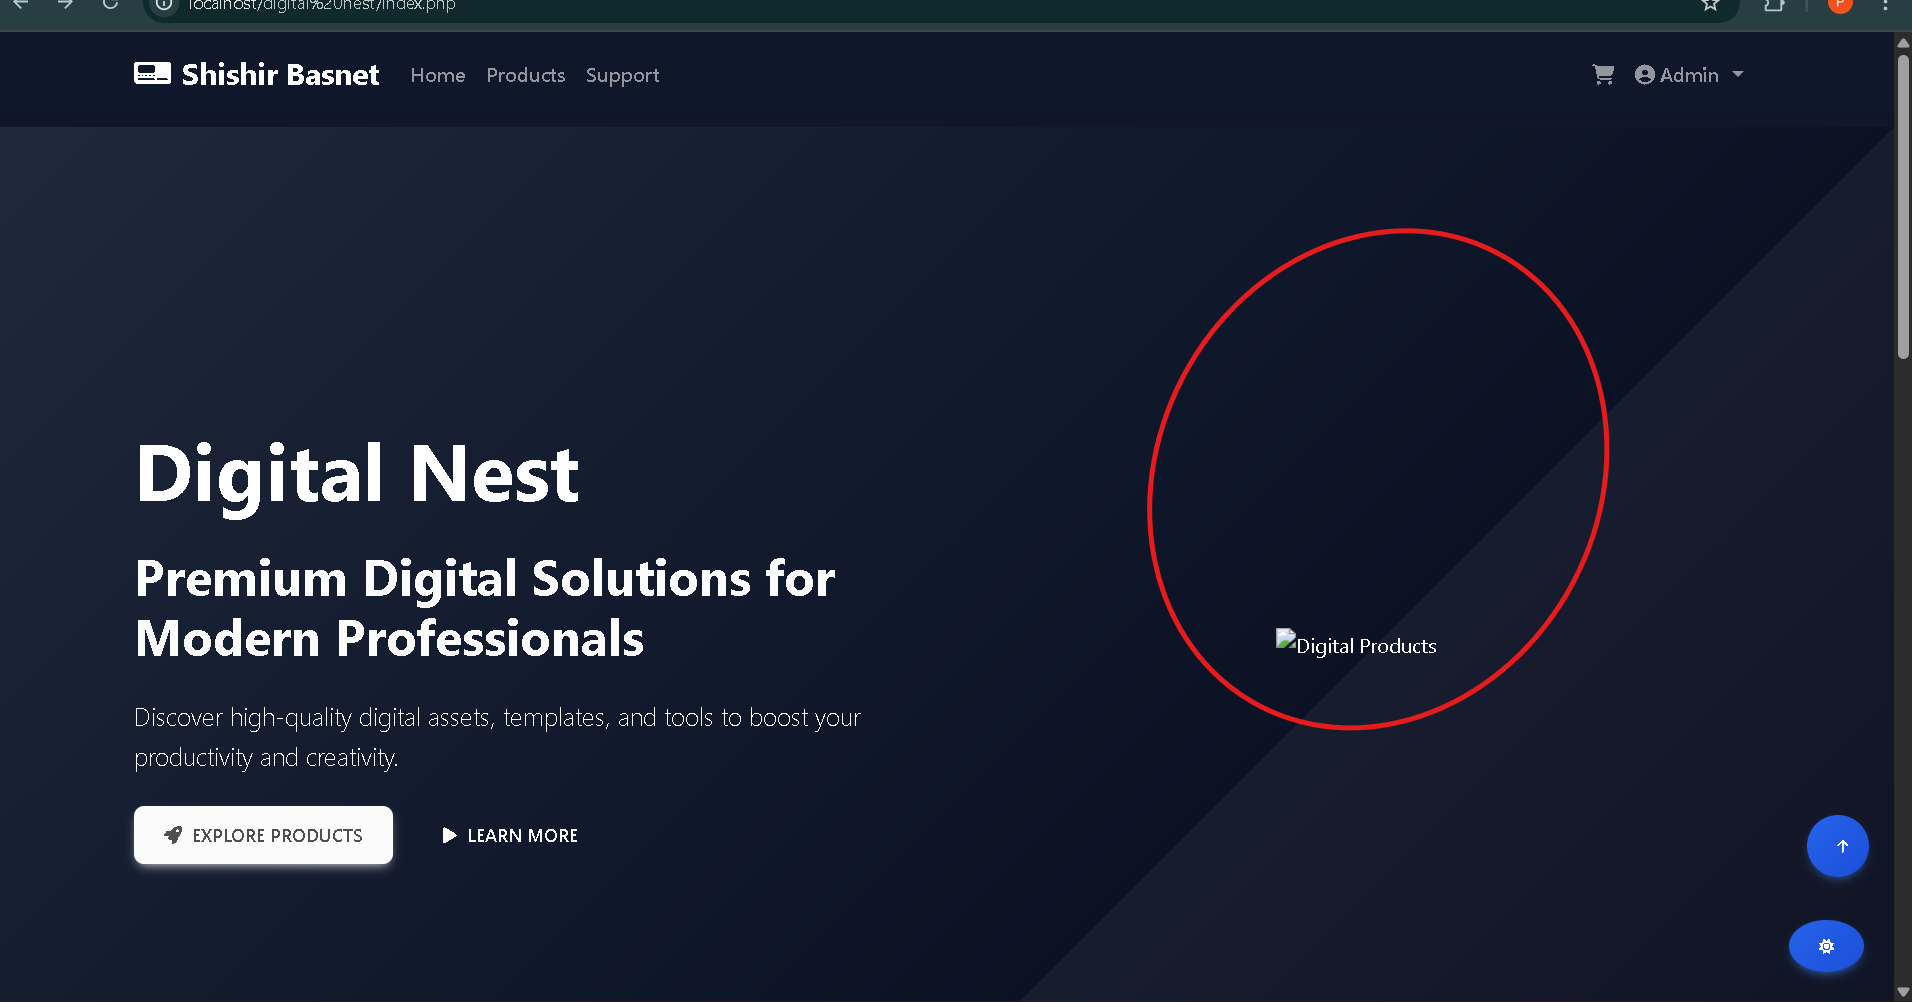 localhost/digital%20nest/index.php
P
Shishir Basnet Home Products Support Admin
Digital Nest
Premium Digital Solutions for
Modern Professionals
Digital Products
Discover high-quality digital assets, templates, and tools to boost your
productivity and creativity.
EXPLORE PRODUCTS LEARN MORE